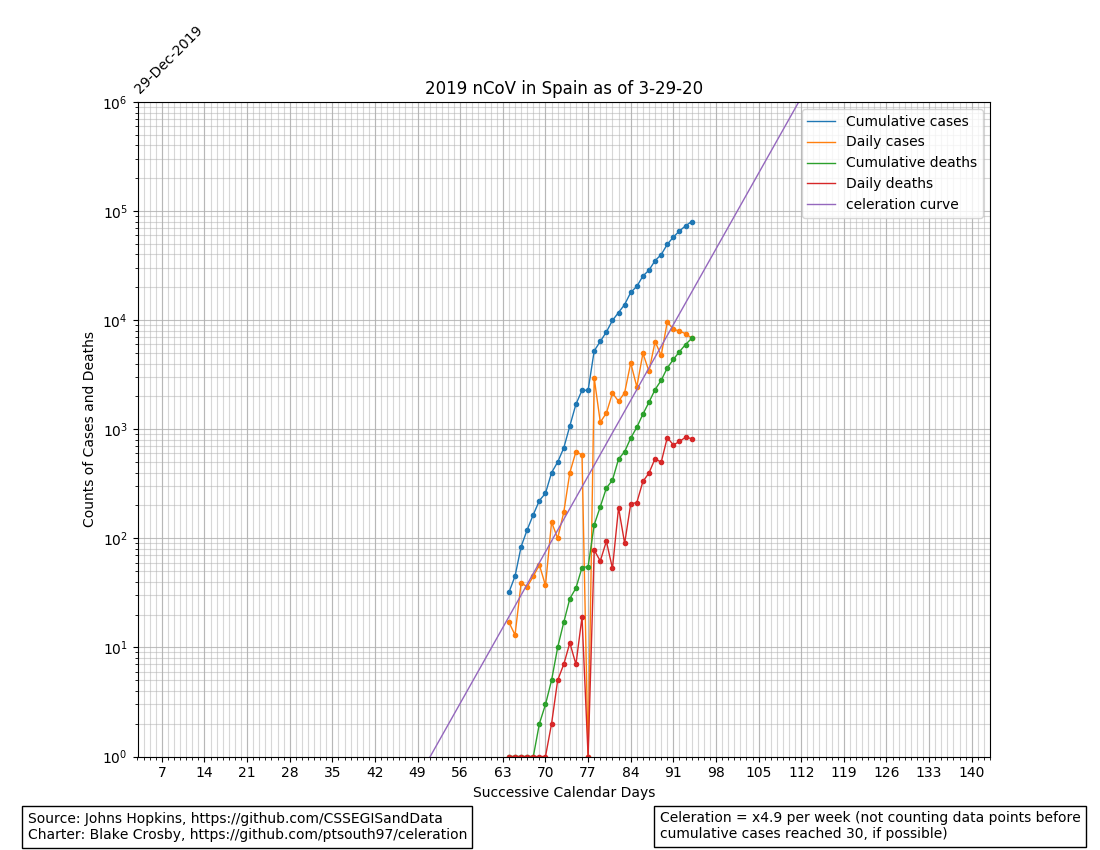 29-Dec-2019
2019 nCoV in Spain as of 3-29-20
Cumulative cases
Daily cases
Cumulative deaths
Daily deaths
celeration curve
Counts of Cases and Deaths
10^6
10^5
10^4
10^3
10^2
10^1
10^0
7 14 21 28 35 42 49 56 63 70 77 84 91 98 105 112 119 126 133 140
Successive Calendar Days
Source: Johns Hopkins, https://github.com/CSSEGISandData
Charter: Blake Crosby, https://github.com/ptsouth97/celeration
Celeration = x4.9 per week (not counting data points before
cumulative cases reached 30, if possible)